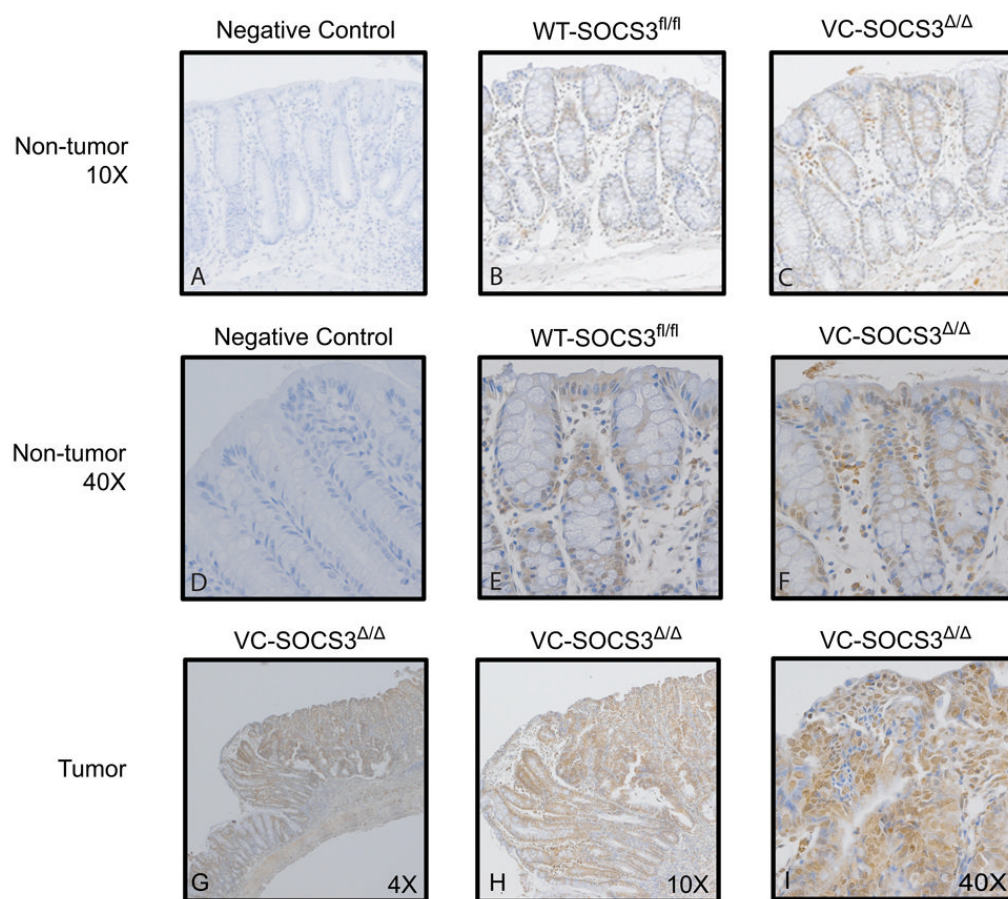 Negative Control
WT-SOCS3fl/fl
VC-SOCS3Δ/Δ
Non-tumor
10X
A
B
C
Negative Control
WT-SOCS3fl/fl
VC-SOCS3Δ/Δ
Non-tumor
40X
D
E
F
VC-SOCS3Δ/Δ
VC-SOCS3Δ/Δ
VC-SOCS3Δ/Δ
Tumor
G
4X
H
10X
I
40X